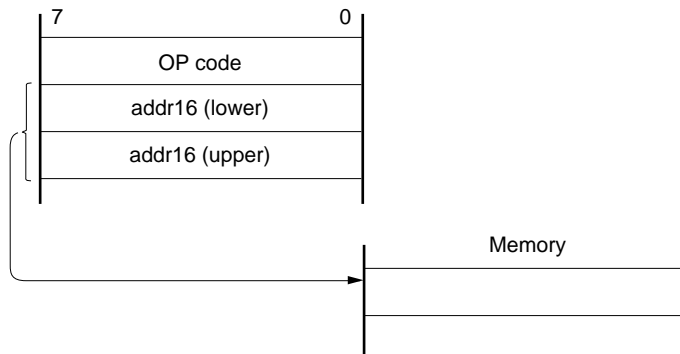 7 0
OP code
addr16 (lower)
addr16 (upper)
Memory